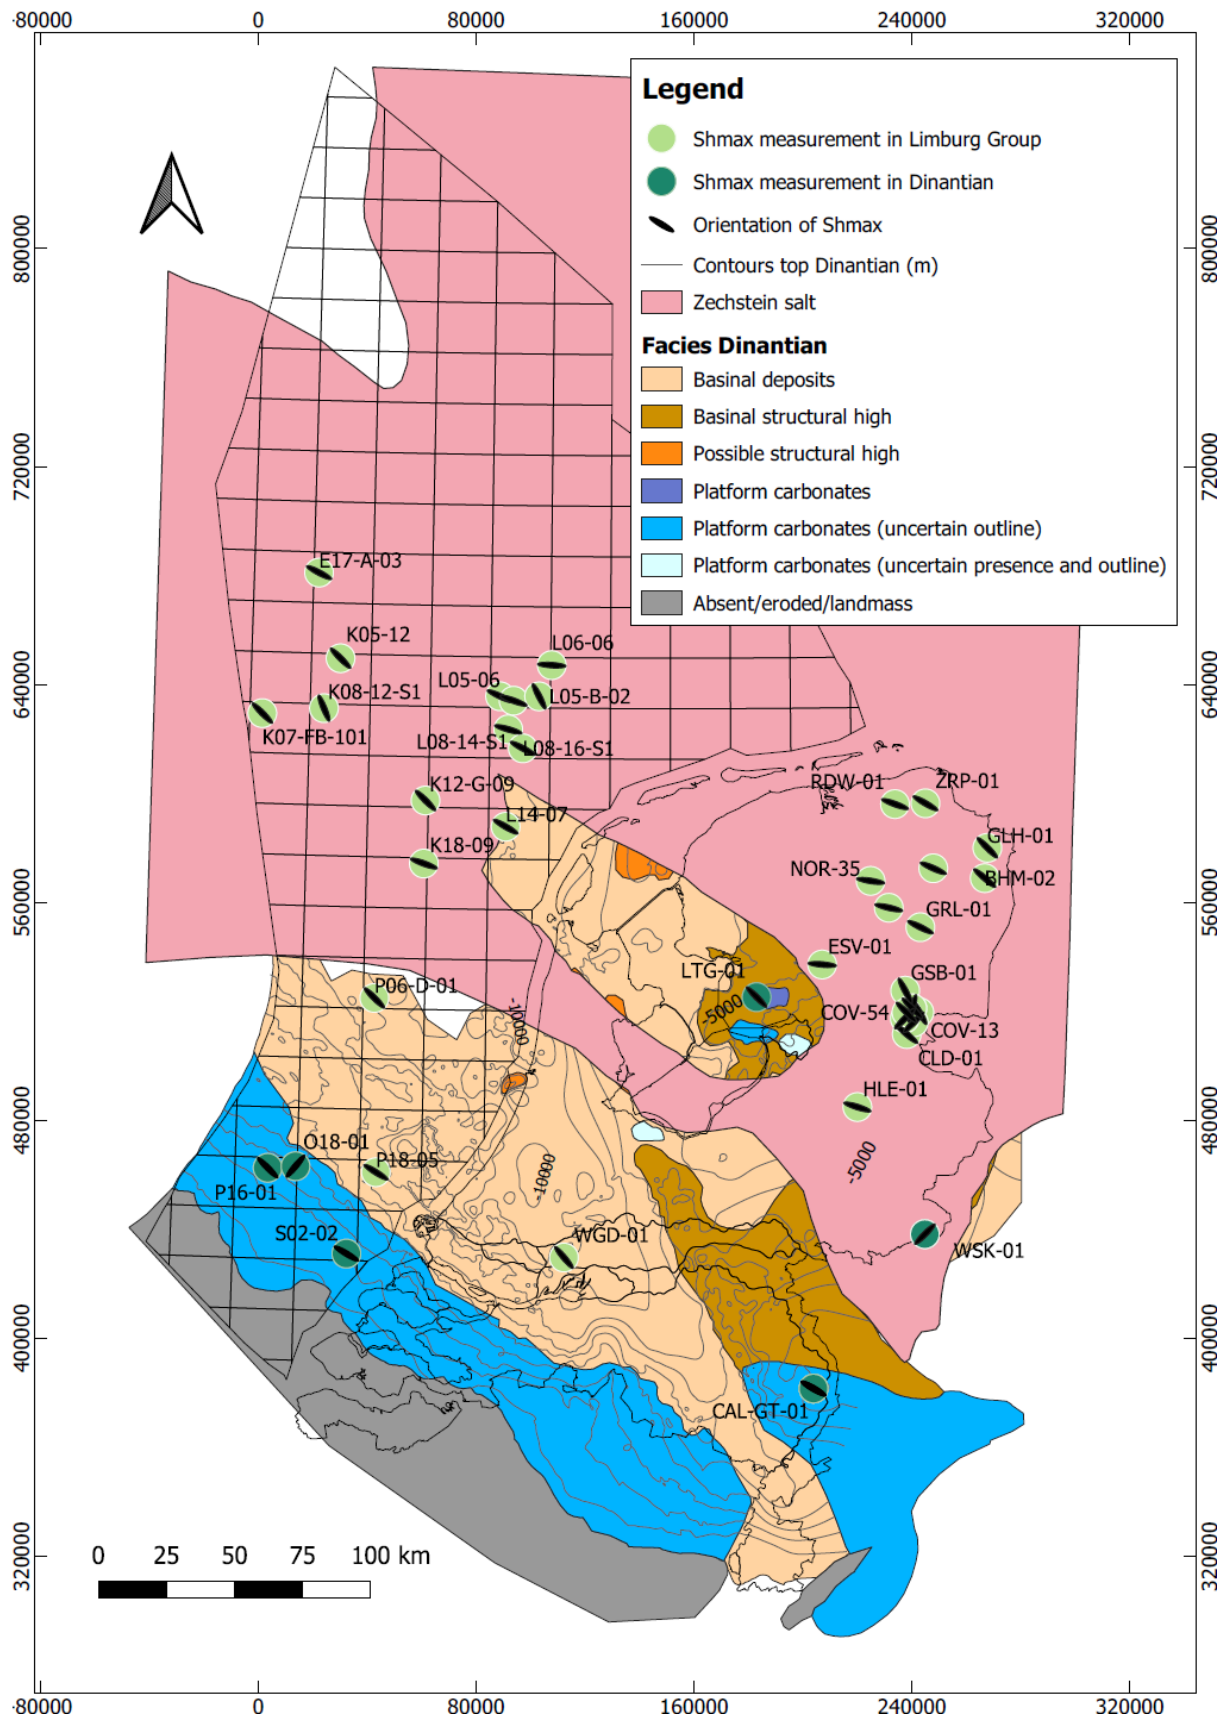 -80000 0 80000 160000 240000 320000
Legend
Shmax measurement in Limburg Group
Shmax measurement in Dinantian
Orientation of Shmax
Contours top Dinantian (m)
Zechstein salt
Facies Dinantian
Basinal deposits
Basinal structural high
Possible structural high
Platform carbonates
Platform carbonates (uncertain outline)
Platform carbonates (uncertain presence and outline)
Absent/eroded/landmass
800000 800000
720000 720000
E17-A-03
K05-12
L06-06
640000 640000
L05-06
K08-12-S1
L05-B-02
K07-FB-101
L08-14-S1
L08-16-S1
RDW-01
ZRP-01
K12-G-09
L14-07
GLH-01
K18-09
NOR-35
BHM-02
560000 560000
GRL-01
ESV-01
LTG-01
GSB-01
P06-D-01
-5000
-10000
COV-54
COV-13
CLD-01
HLE-01
480000 480000
O18-01
P18-05
P16-01
-10000
-5000
S02-02
WGD-01
WSK-01
400000 400000
CAL-GT-01
0 25 50 75 100 km
320000 320000
-80000 0 80000 160000 240000 320000